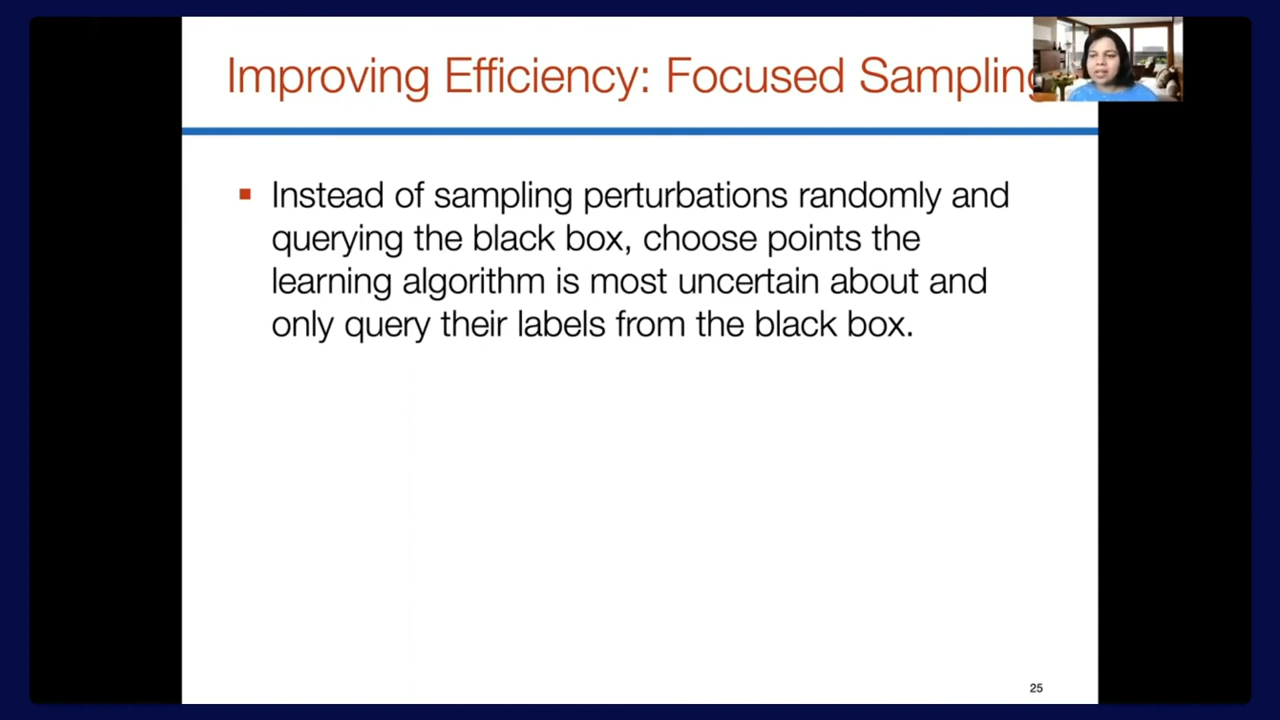 Improving Efficiency: Focused Sampling
Instead of sampling perturbations randomly and
querying the black box, choose points the
learning algorithm is most uncertain about and
only query their labels from the black box.
25